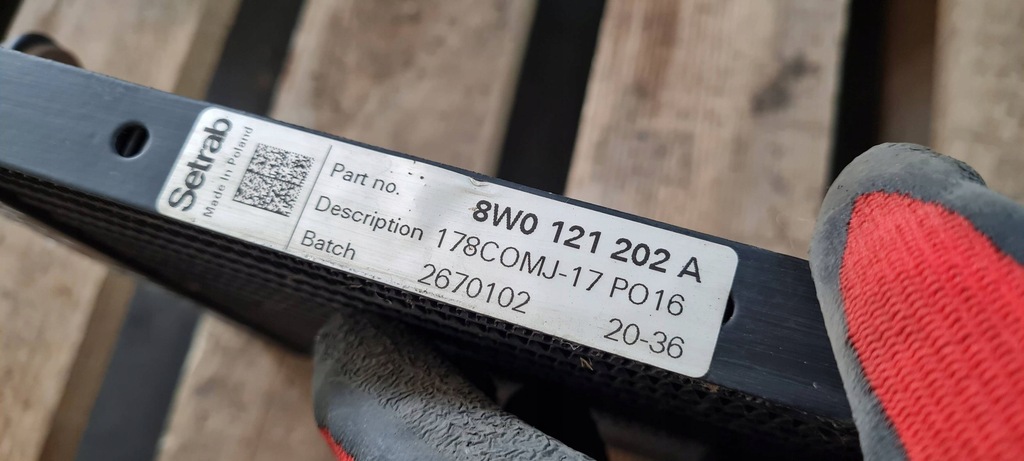 Setrab
Made in Poland
Part no. 8W0 121 202 A
Description 178COMJ-17 PO16
Batch 2670102 20-36